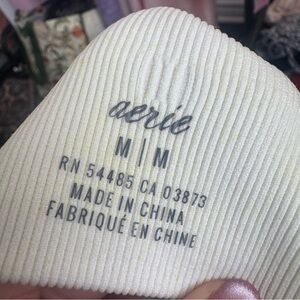 aerie
M | M
RN 54485 CA 03873
MADE IN CHINA
FABRIQUÉ EN CHINE